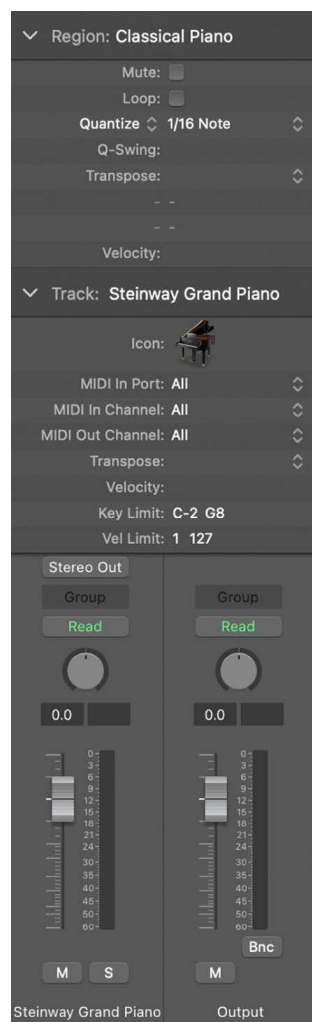 Region: Classical Piano
Mute:
Loop:
Quantize 1/16 Note
Q-Swing:
Transpose:
- -
- -
Velocity:
Track: Steinway Grand Piano
Icon:
MIDI In Port: All
MIDI In Channel: All
MIDI Out Channel: All
Transpose:
Velocity:
Key Limit: C-2 G8
Vel Limit: 1 127
Stereo Out
Group Group
Read Read
0.0 0.0
0 0
3 3
6 6
9 9
12 12
15 15
18 18
21 21
24 24
30 30
35 35
40 40
45 45
50 50
60 60
Bnc
M S M
Steinway Grand Piano Output